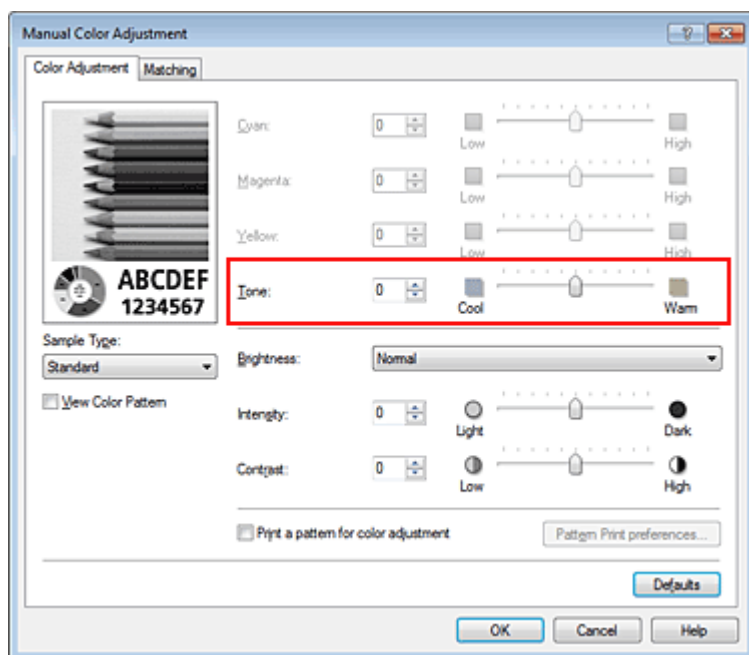 Manual Color Adjustment
Color Adjustment Matching
Cyan: 0 Low High
Magenta: 0 Low High
Yellow: 0 Low High
ABCDEF
1234567
Tone: 0 Cool Warm
Sample Type:
Standard
View Color Pattern
Brightness: Normal
Intensity: 0 Light Dark
Contrast: 0 Low High
Print a pattern for color adjustment Pattern Print preferences...
Defaults
OK Cancel Help